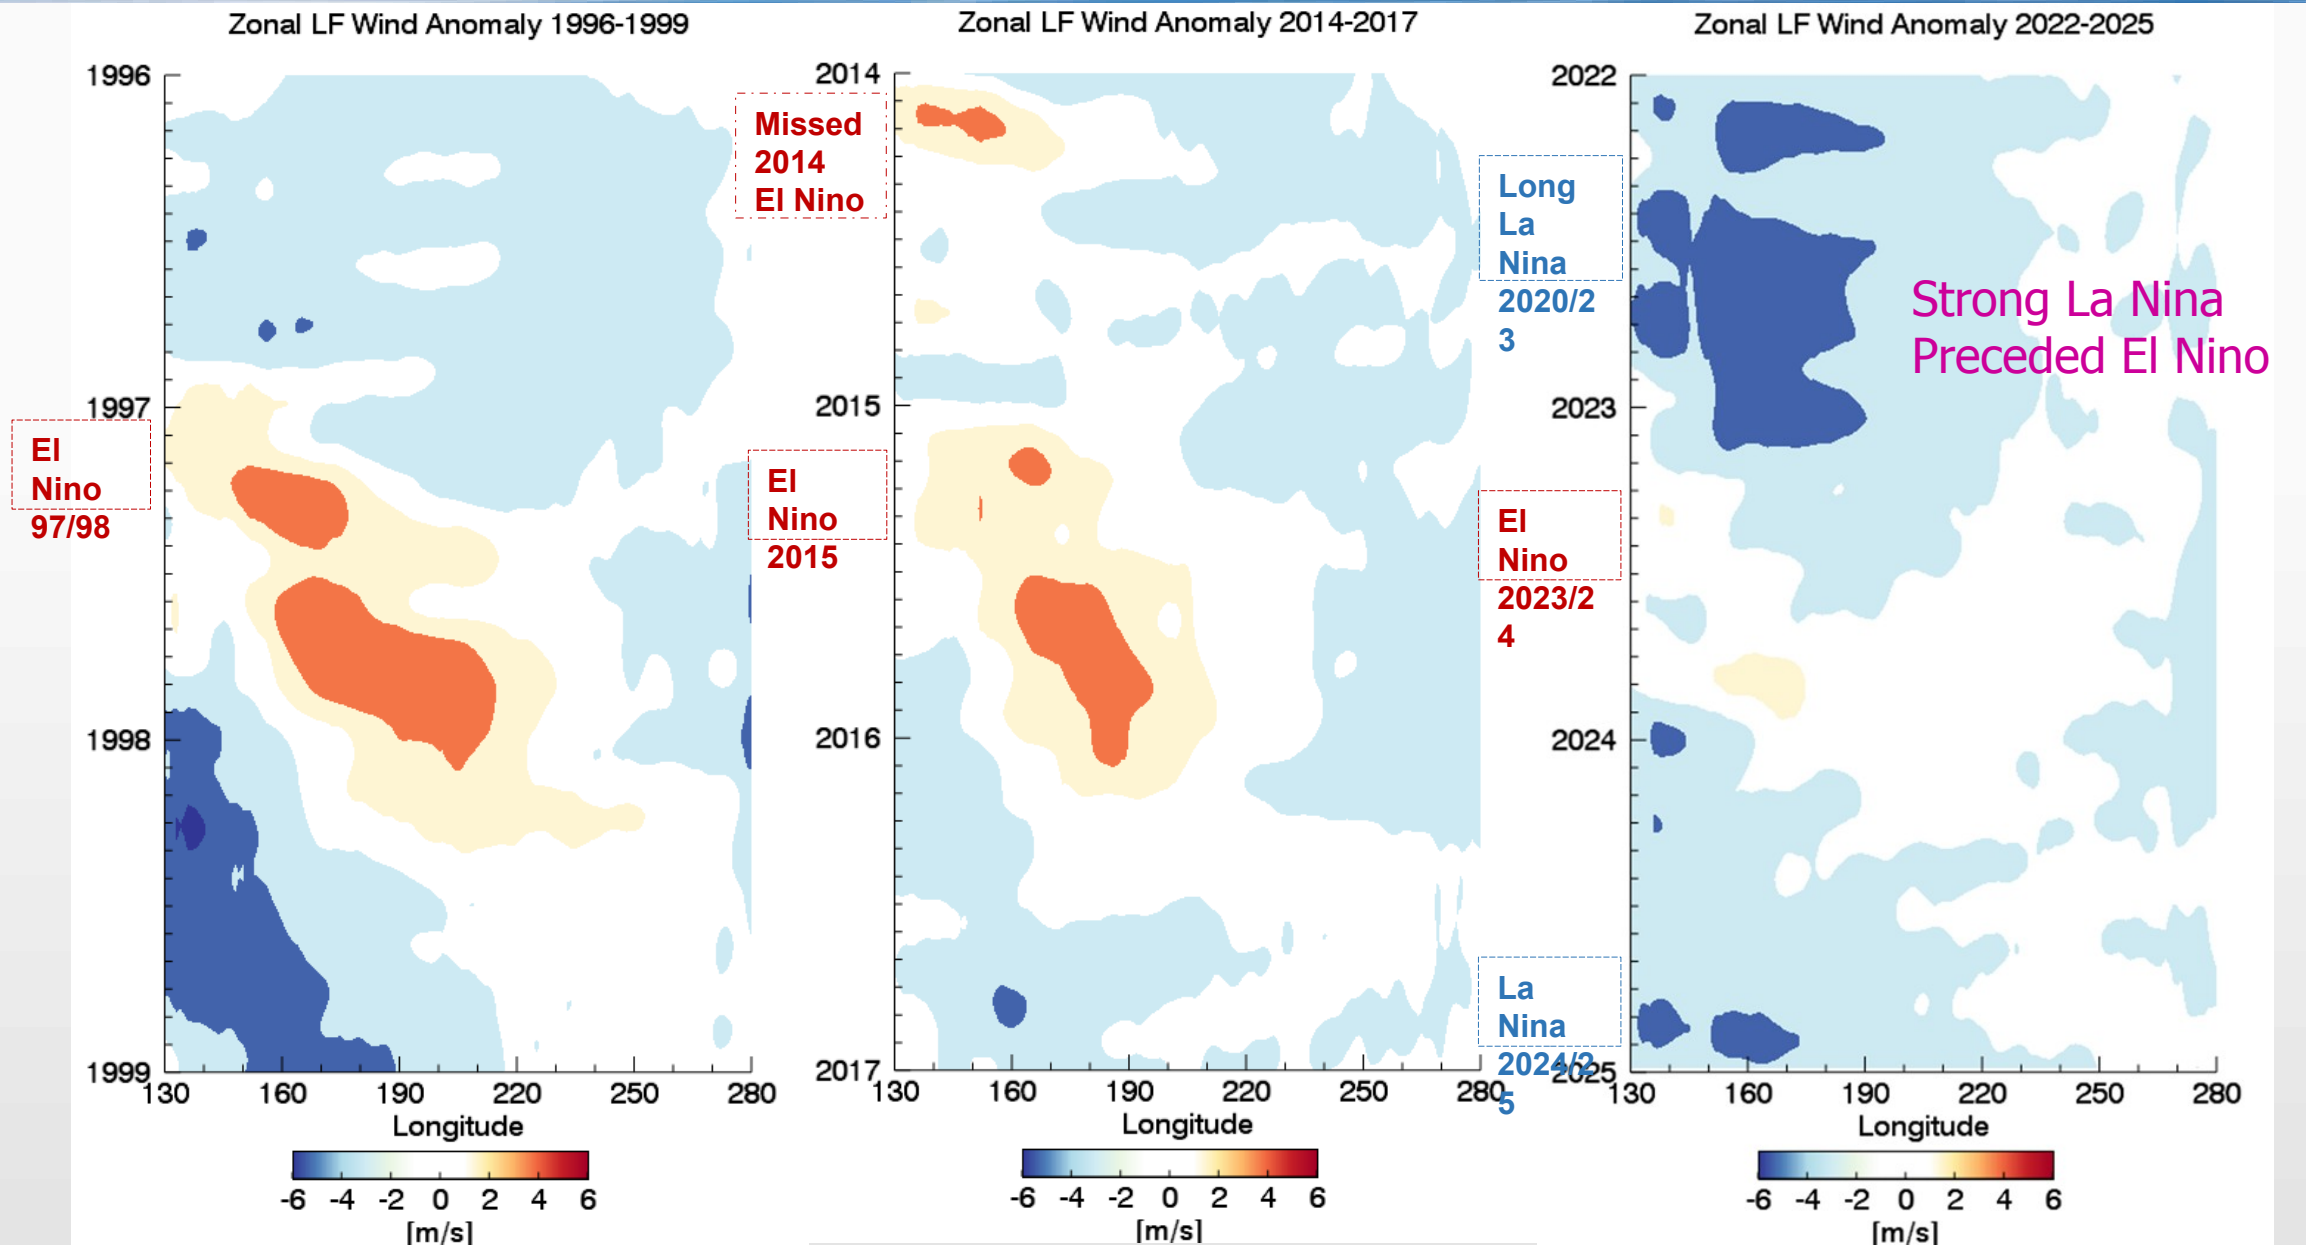 Zonal LF Wind Anomaly 1996-1999
1996
1997
1998
1999
130 160 190 220 250 280
Longitude
-6 -4 -2 0 2 4 6
[m/s]
El
Nino
97/98
Zonal LF Wind Anomaly 2014-2017
2014
2015
2016
2017
130 160 190 220 250 280
Longitude
-6 -4 -2 0 2 4 6
[m/s]
Missed
2014
El Nino
El
Nino
2015
Zonal LF Wind Anomaly 2022-2025
2022
2023
2024
2025
130 160 190 220 250 280
Longitude
-6 -4 -2 0 2 4 6
[m/s]
Long
La
Nina
2020/2
3
El
Nino
2023/2
4
La
Nina
2024/2
5
Strong La Nina
Preceded El Nino